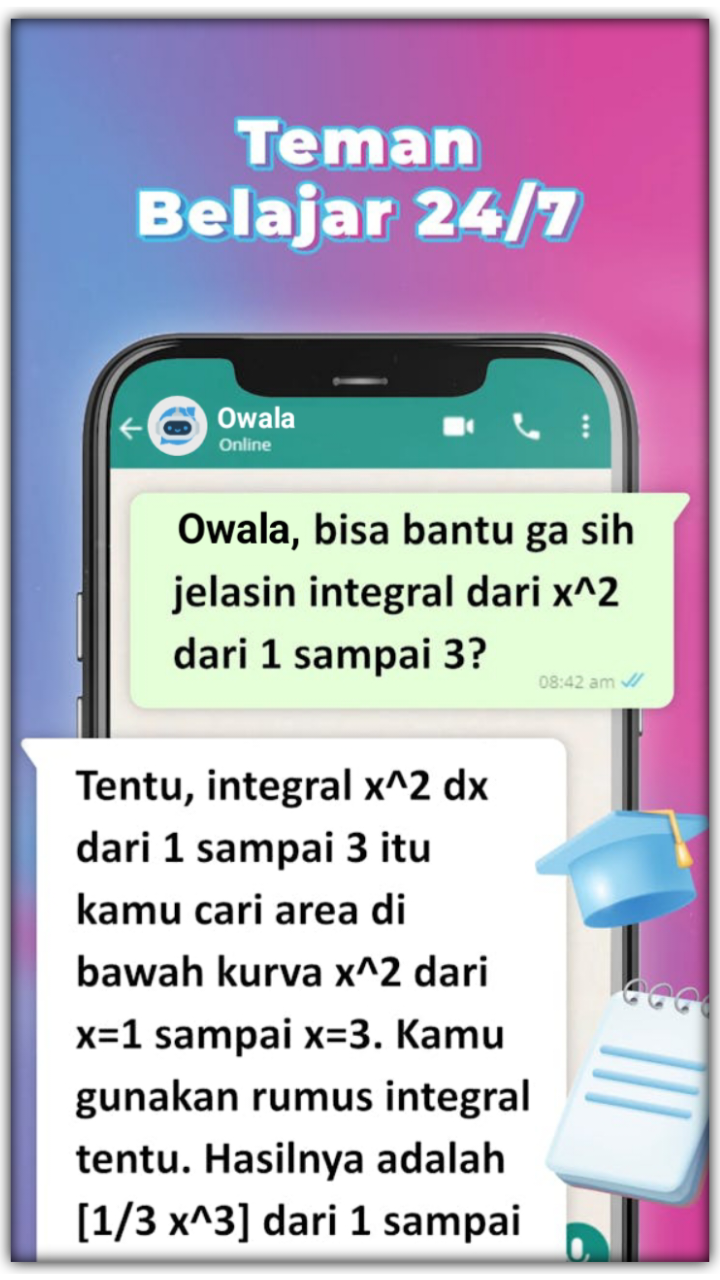 Teman
Belajar 24/7
Owala
Online
Owala, bisa bantu ga sih
jelasin integral dari x^2
dari 1 sampai 3?
08:42 am
Tentu, integral x^2 dx
dari 1 sampai 3 itu
kamu cari area di
bawah kurva x^2 dari
x=1 sampai x=3. Kamu
gunakan rumus integral
tentu. Hasilnya adalah
[1/3 x^3] dari 1 sampai